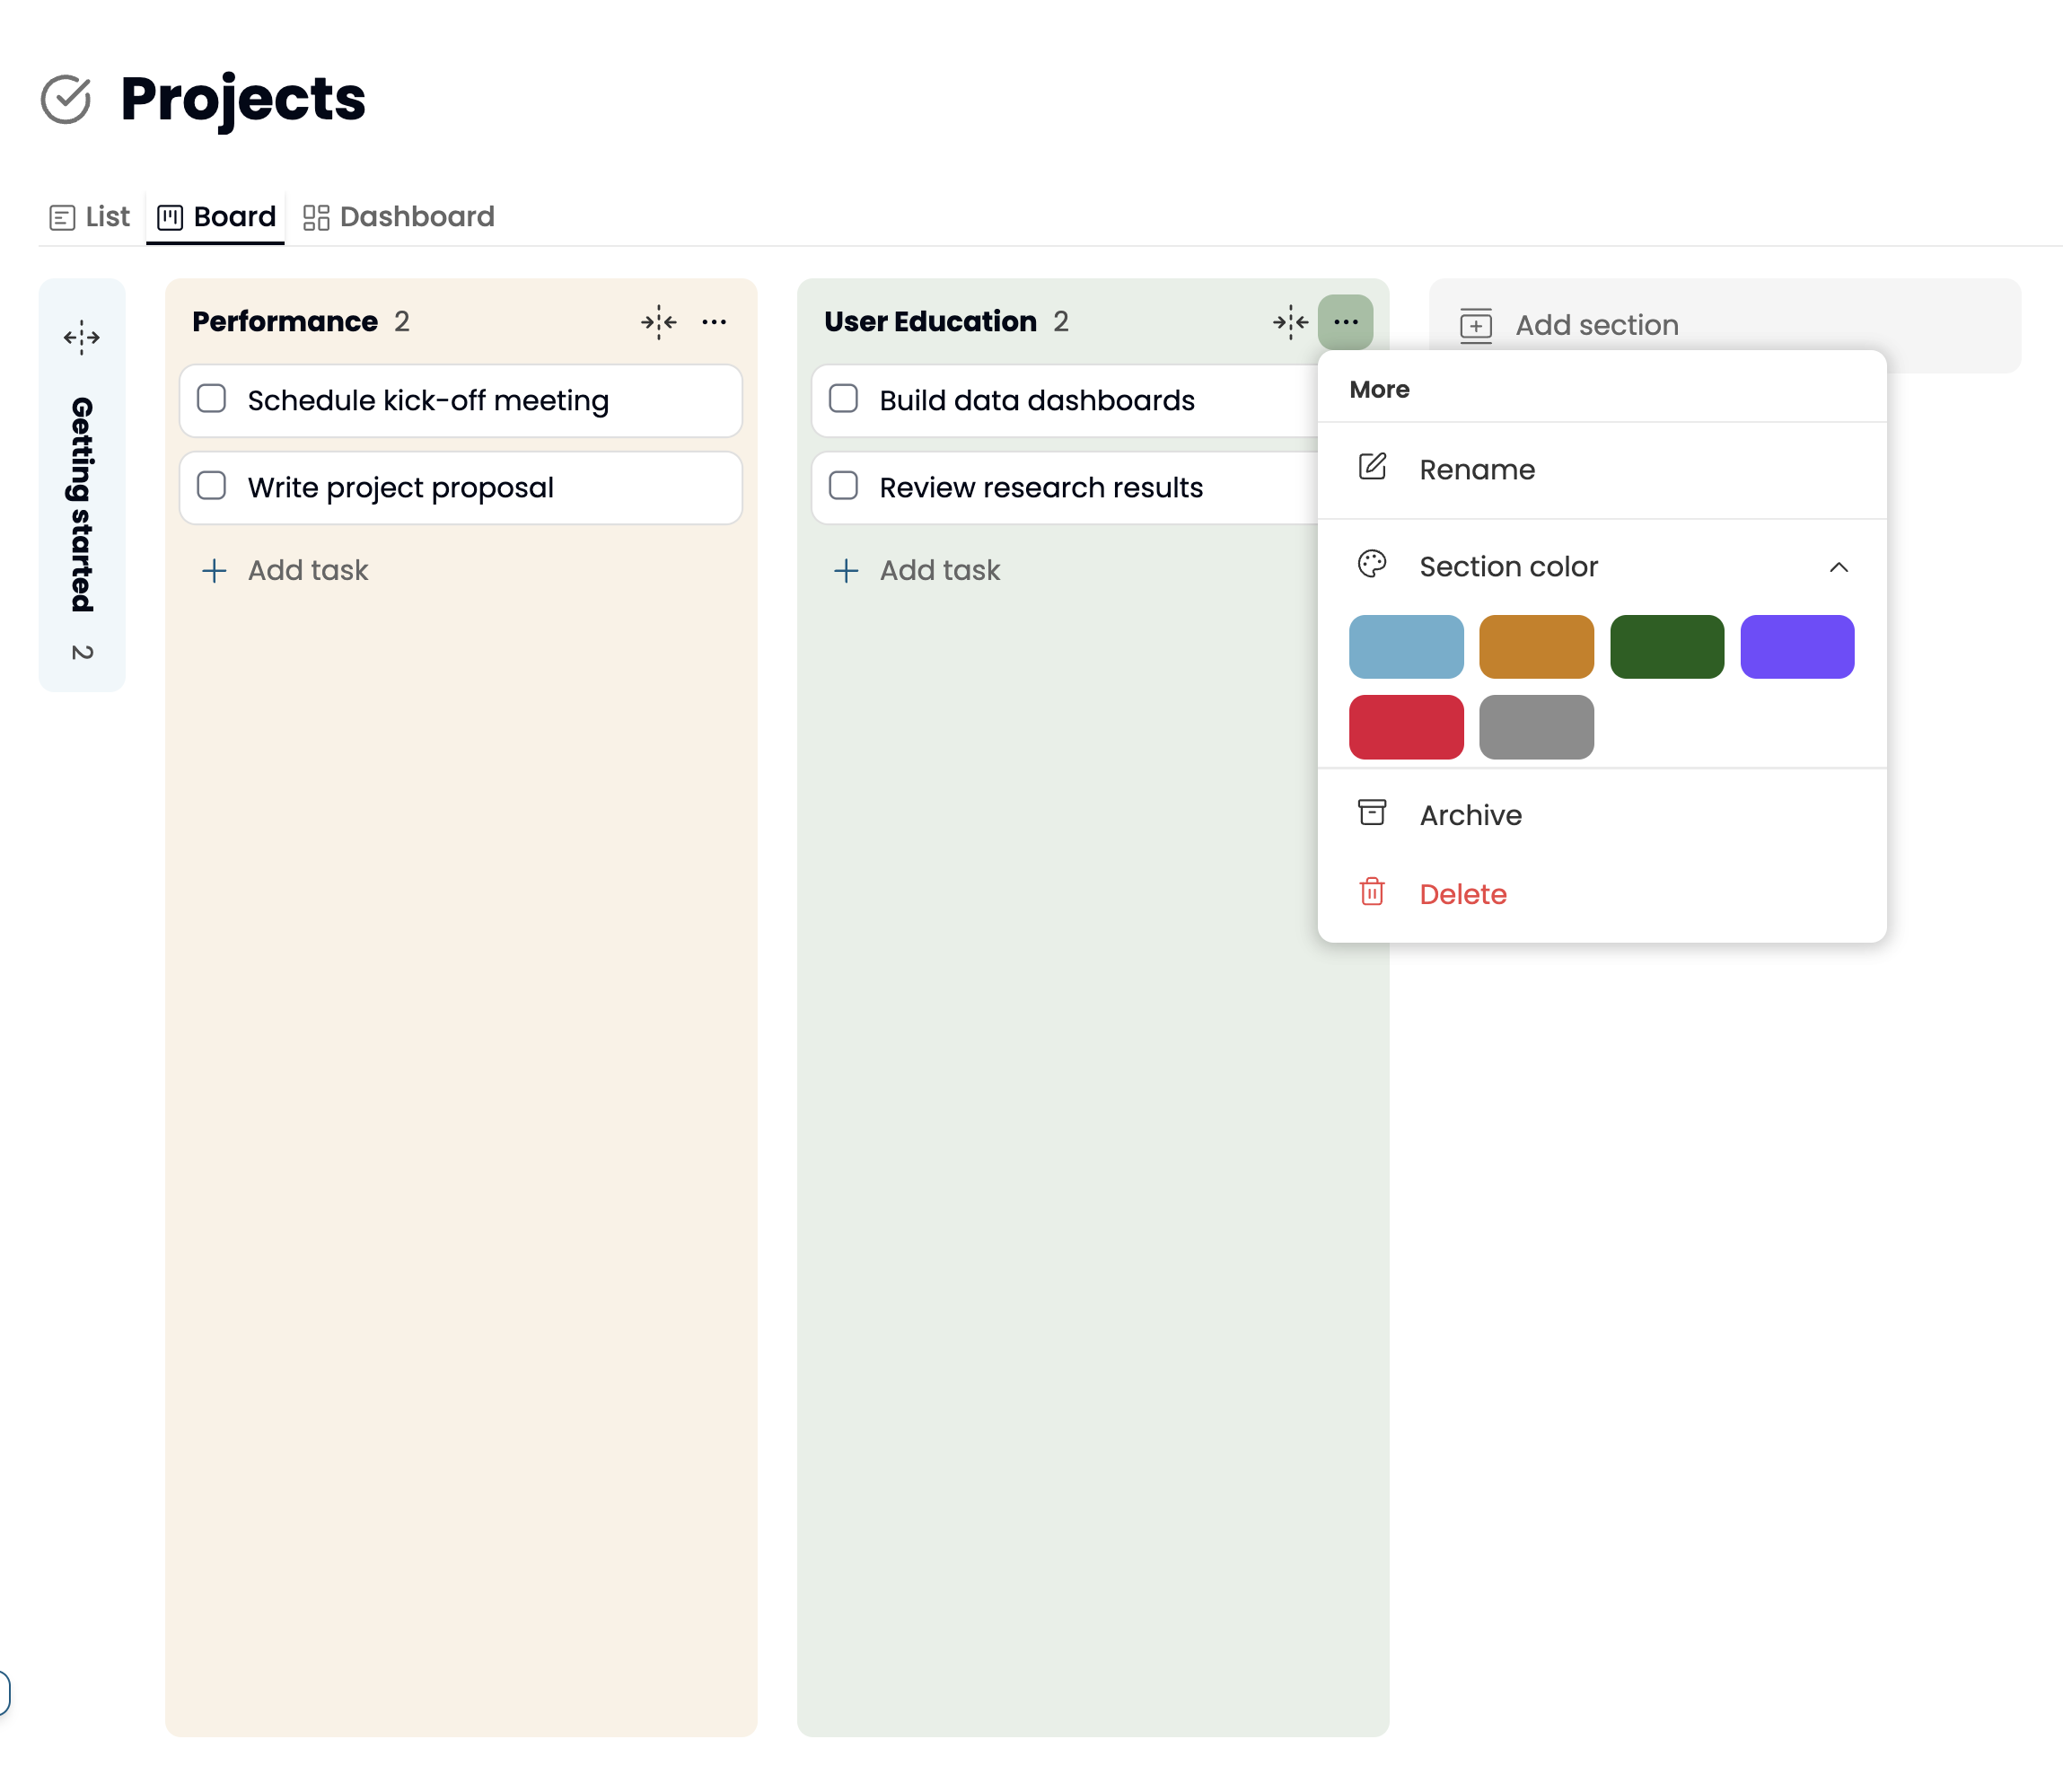 Projects
List Board Dashboard
Getting started 2
Performance 2
Schedule kick-off meeting
Write project proposal
Add task
User Education 2
Build data dashboards
Review research results
Add task
Add section
More
Rename
Section color
Archive
Delete